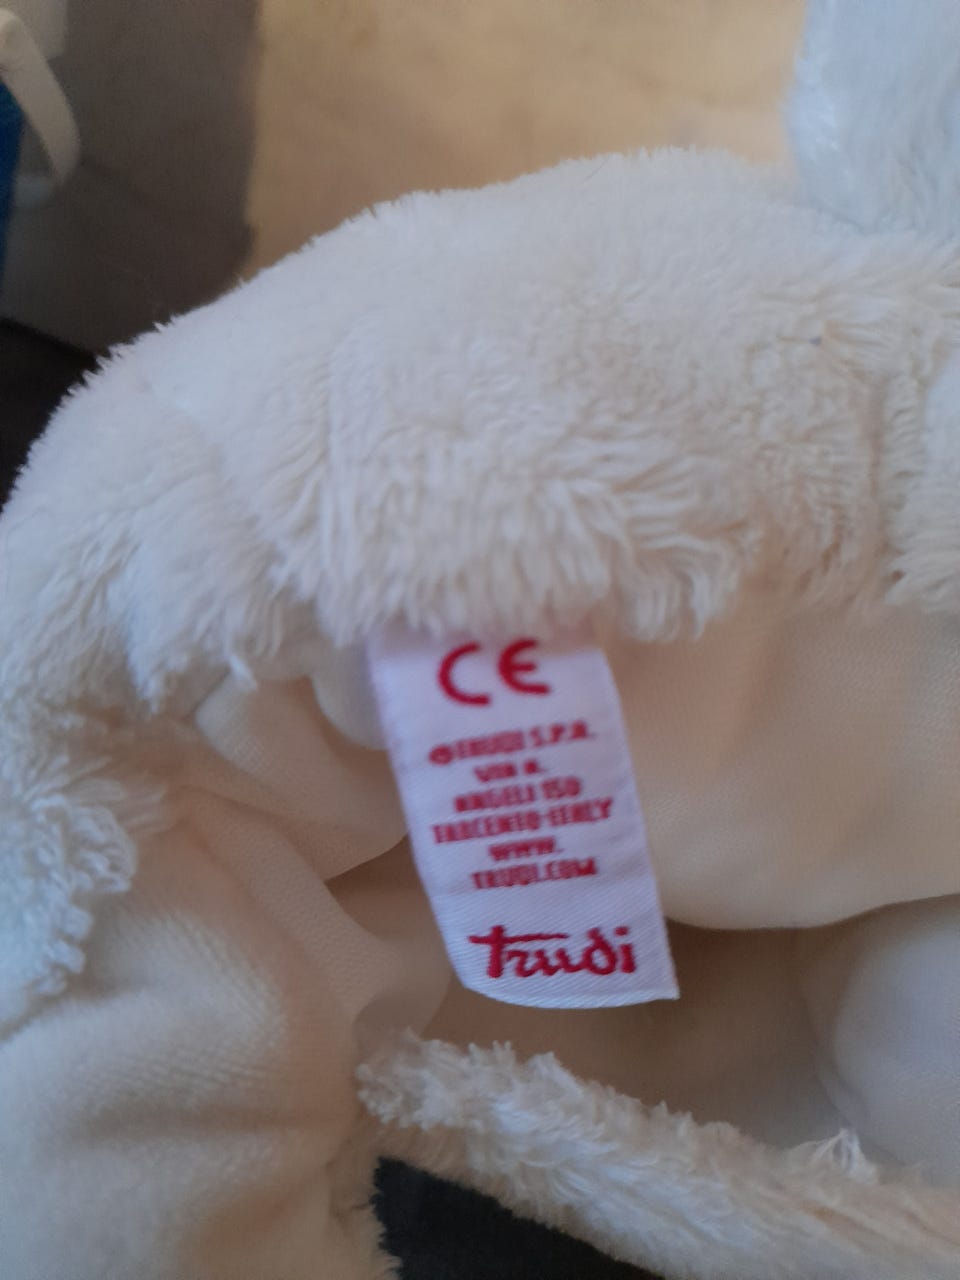 CE
©TRUDI S.P.A.
VIA A.
ANGELI 150
TARCENTO-ITALY
WWW.
TRUDI.COM
trudi